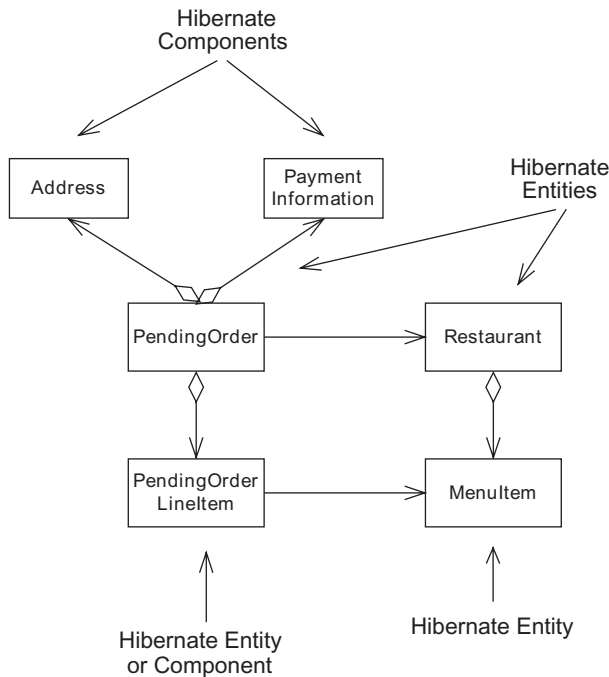 Hibernate
Components
Address
Payment
Information
Hibernate
Entities
PendingOrder
Restaurant
PendingOrder
LineItem
MenuItem
Hibernate Entity
or Component
Hibernate Entity